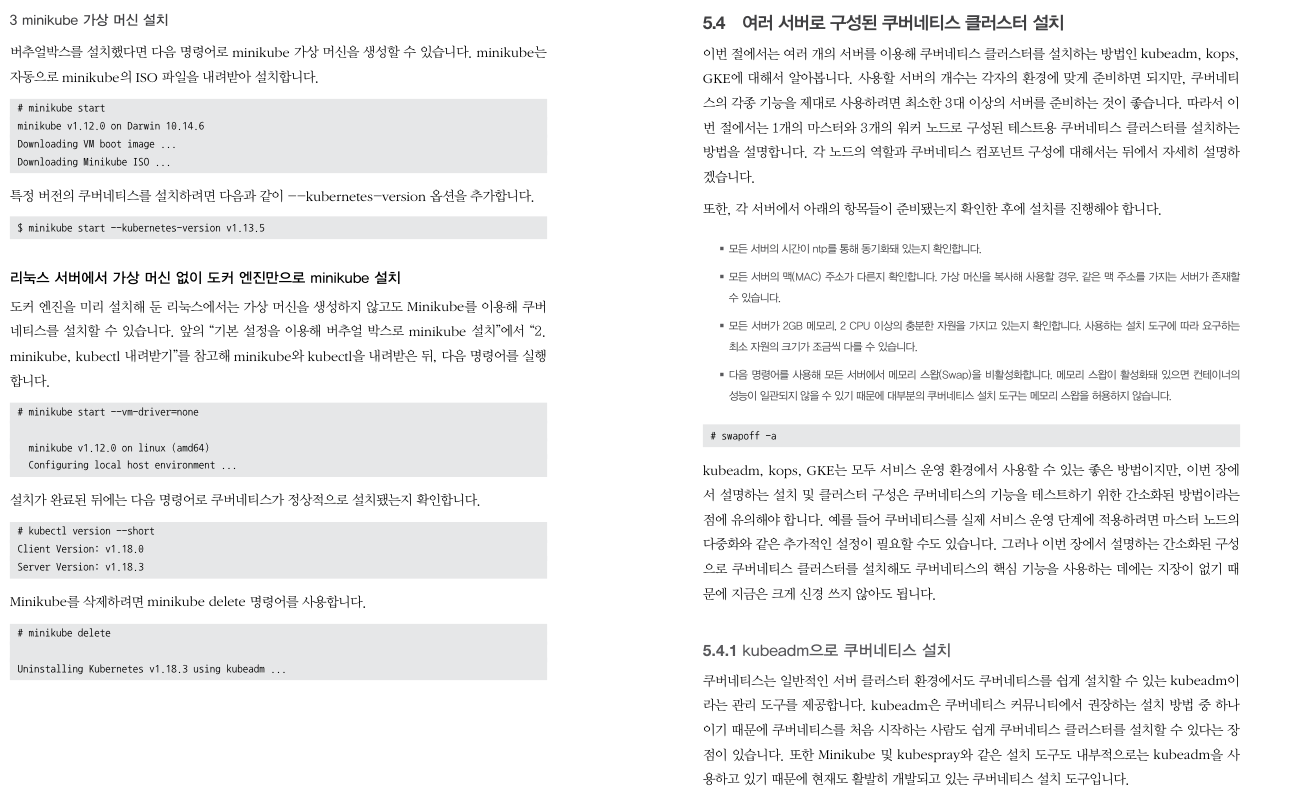 3 minikube 가상 머신 설치
버추얼박스를 설치했다면 다음 명령어로 minikube 가상 머신을 생성할 수 있습니다. minikube는
자동으로 minikube의 ISO 파일을 내려받아 설치합니다.
# minikube start
minikube v1.12.0 on Darwin 10.14.6
Downloading VM boot image ...
Downloading Minikube ISO ...
특정 버전의 쿠버네티스를 설치하려면 다음과 같이 --kubernetes-version 옵션을 추가합니다.
$ minikube start --kubernetes-version v1.13.5
리눅스 서버에서 가상 머신 없이 도커 엔진만으로 minikube 설치
도커 엔진을 미리 설치해 둔 리눅스에서는 가상 머신을 생성하지 않고도 Minikube를 이용해 쿠버
네티스를 설치할 수 있습니다. 앞의 “기본 설정을 이용해 버추얼 박스로 minikube 설치”에서 “2.
minikube, kubectl 내려받기”를 참고해 minikube와 kubectl을 내려받은 뒤, 다음 명령어를 실행
합니다.
# minikube start --vm-driver=none
minikube v1.12.0 on linux (amd64)
Configuring local host environment ...
설치가 완료된 뒤에는 다음 명령어로 쿠버네티스가 정상적으로 설치됐는지 확인합니다.
# kubectl version --short
Client Version: v1.18.0
Server Version: v1.18.3
Minikube를 삭제하려면 minikube delete 명령어를 사용합니다.
# minikube delete
Uninstalling Kubernetes v1.18.3 using kubeadm ...
5.4 여러 서버로 구성된 쿠버네티스 클러스터 설치
이번 절에서는 여러 개의 서버를 이용해 쿠버네티스 클러스터를 설치하는 방법인 kubeadm, kops,
GKE에 대해서 알아봅니다. 사용할 서버의 개수는 각자의 환경에 맞게 준비하면 되지만, 쿠버네티
스의 각종 기능을 제대로 사용하려면 최소한 3대 이상의 서버를 준비하는 것이 좋습니다. 따라서 이
번 절에서는 1개의 마스터와 3개의 워커 노드로 구성된 테스트용 쿠버네티스 클러스터를 설치하는
방법을 설명합니다. 각 노드의 역할과 쿠버네티스 컴포넌트 구성에 대해서는 뒤에서 자세히 설명하
겠습니다.
또한, 각 서버에서 아래의 항목들이 준비됐는지 확인한 후에 설치를 진행해야 합니다.
▪ 모든 서버의 시간이 ntp를 통해 동기화돼 있는지 확인합니다.
▪ 모든 서버의 맥(MAC) 주소가 다른지 확인합니다. 가상 머신을 복사해 사용할 경우, 같은 맥 주소를 가지는 서버가 존재할
수 있습니다.
▪ 모든 서버가 2GB 메모리, 2 CPU 이상의 충분한 자원을 가지고 있는지 확인합니다. 사용하는 설치 도구에 따라 요구하는
최소 자원의 크기가 조금씩 다를 수 있습니다.
▪ 다음 명령어를 사용해 모든 서버에서 메모리 스왑(Swap)을 비활성화합니다. 메모리 스왑이 활성화돼 있으면 컨테이너의
성능이 일관되지 않을 수 있기 때문에 대부분의 쿠버네티스 설치 도구는 메모리 스왑을 허용하지 않습니다.
# swapoff -a
kubeadm, kops, GKE는 모두 서비스 운영 환경에서 사용할 수 있는 좋은 방법이지만, 이번 장에
서 설명하는 설치 및 클러스터 구성은 쿠버네티스의 기능을 테스트하기 위한 간소화된 방법이라는
점에 유의해야 합니다. 예를 들어 쿠버네티스를 실제 서비스 운영 단계에 적용하려면 마스터 노드의
다중화와 같은 추가적인 설정이 필요할 수도 있습니다. 그러나 이번 장에서 설명하는 간소화된 구성
으로 쿠버네티스 클러스터를 설치해도 쿠버네티스의 핵심 기능을 사용하는 데에는 지장이 없기 때
문에 지금은 크게 신경 쓰지 않아도 됩니다.
5.4.1 kubeadm으로 쿠버네티스 설치
쿠버네티스는 일반적인 서버 클러스터 환경에서도 쿠버네티스를 쉽게 설치할 수 있는 kubeadm이
라는 관리 도구를 제공합니다. kubeadm은 쿠버네티스 커뮤니티에서 권장하는 설치 방법 중 하나
이기 때문에 쿠버네티스를 처음 시작하는 사람도 쉽게 쿠버네티스 클러스터를 설치할 수 있다는 장
점이 있습니다. 또한 Minikube 및 kubespray와 같은 설치 도구도 내부적으로는 kubeadm을 사
용하고 있기 때문에 현재도 활발히 개발되고 있는 쿠버네티스 설치 도구입니다.